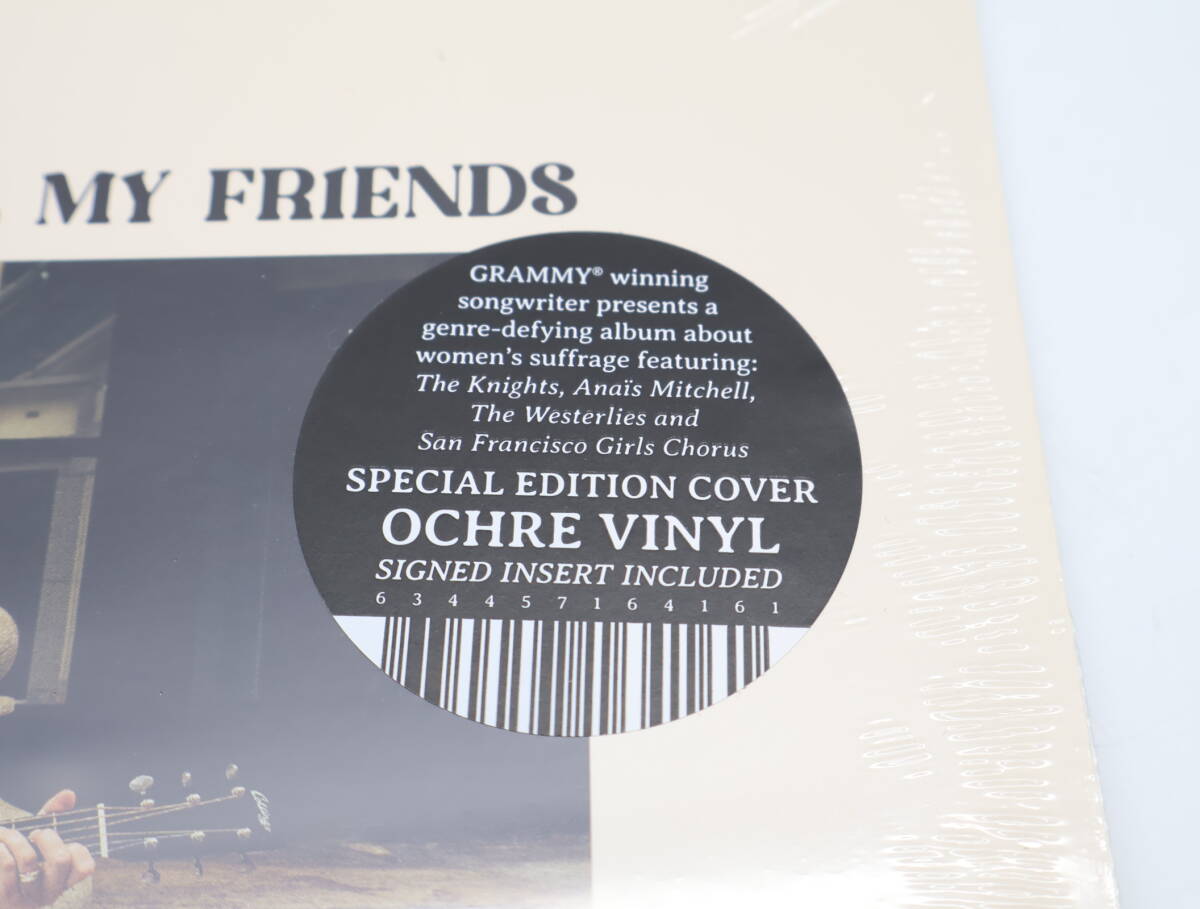 MY FRIENDS
GRAMMY® winning
songwriter presents a
genre-defying album about
women's suffrage featuring:
The Knights, Anaïs Mitchell,
The Westerlies and
San Francisco Girls Chorus
SPECIAL EDITION COVER
OCHRE VINYL
SIGNED INSERT INCLUDED
6 3 4 4 5 7 1 6 4 1 6 1